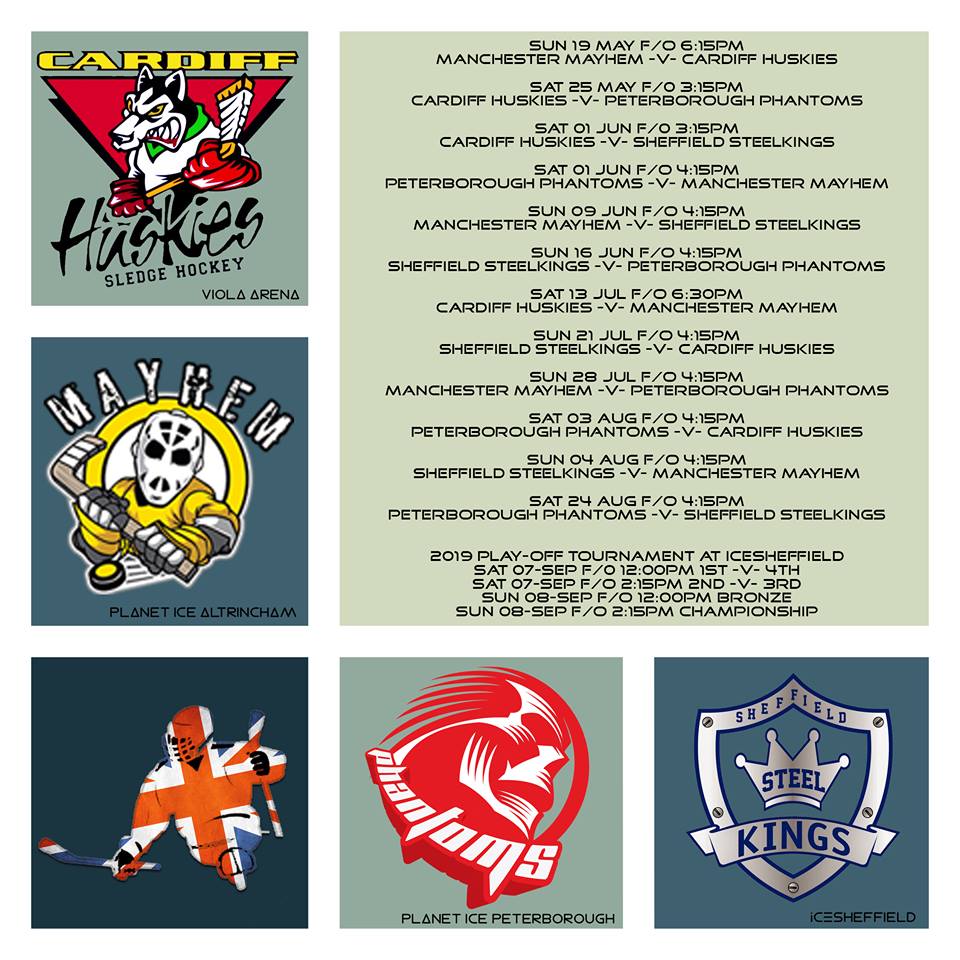 CARDIFF
Huskies
SLEDGE HOCKEY
VIOLA ARENA
SUN 19 MAY F/O 6:15PM
MANCHESTER MAYHEM -V- CARDIFF HUSKIES
SAT 25 MAY F/O 3:15PM
CARDIFF HUSKIES -V- PETERBOROUGH PHANTOMS
SAT 01 JUN F/O 3:15PM
CARDIFF HUSKIES -V- SHEFFIELD STEELKINGS
SAT 01 JUN F/O 4:15PM
PETERBOROUGH PHANTOMS -V- MANCHESTER MAYHEM
SUN 09 JUN F/O 4:15PM
MANCHESTER MAYHEM -V- SHEFFIELD STEELKINGS
SUN 16 JUN F/O 4:15PM
SHEFFIELD STEELKINGS -V- PETERBOROUGH PHANTOMS
SAT 13 JUL F/O 6:30PM
CARDIFF HUSKIES -V- MANCHESTER MAYHEM
SUN 21 JUL F/O 4:15PM
SHEFFIELD STEELKINGS -V- CARDIFF HUSKIES
SUN 28 JUL F/O 4:15PM
MANCHESTER MAYHEM -V- PETERBOROUGH PHANTOMS
SAT 03 AUG F/O 4:15PM
PETERBOROUGH PHANTOMS -V- CARDIFF HUSKIES
SUN 04 AUG F/O 4:15PM
SHEFFIELD STEELKINGS -V- MANCHESTER MAYHEM
SAT 24 AUG F/O 4:15PM
PETERBOROUGH PHANTOMS -V- SHEFFIELD STEELKINGS
2019 PLAY-OFF TOURNAMENT AT ICESHEFFIELD
SAT 07-SEP F/O 12:00PM 1ST -V- 4TH
SAT 07-SEP F/O 2:15PM 2ND -V- 3RD
SUN 08-SEP F/O 12:00PM BRONZE
SUN 08-SEP F/O 2:15PM CHAMPIONSHIP
MAYHEM
PLANET ICE ALTRINCHAM
Phantoms
PLANET ICE PETERBOROUGH
SHEFFIELD
STEEL
KINGS
iCESHEFFIELD